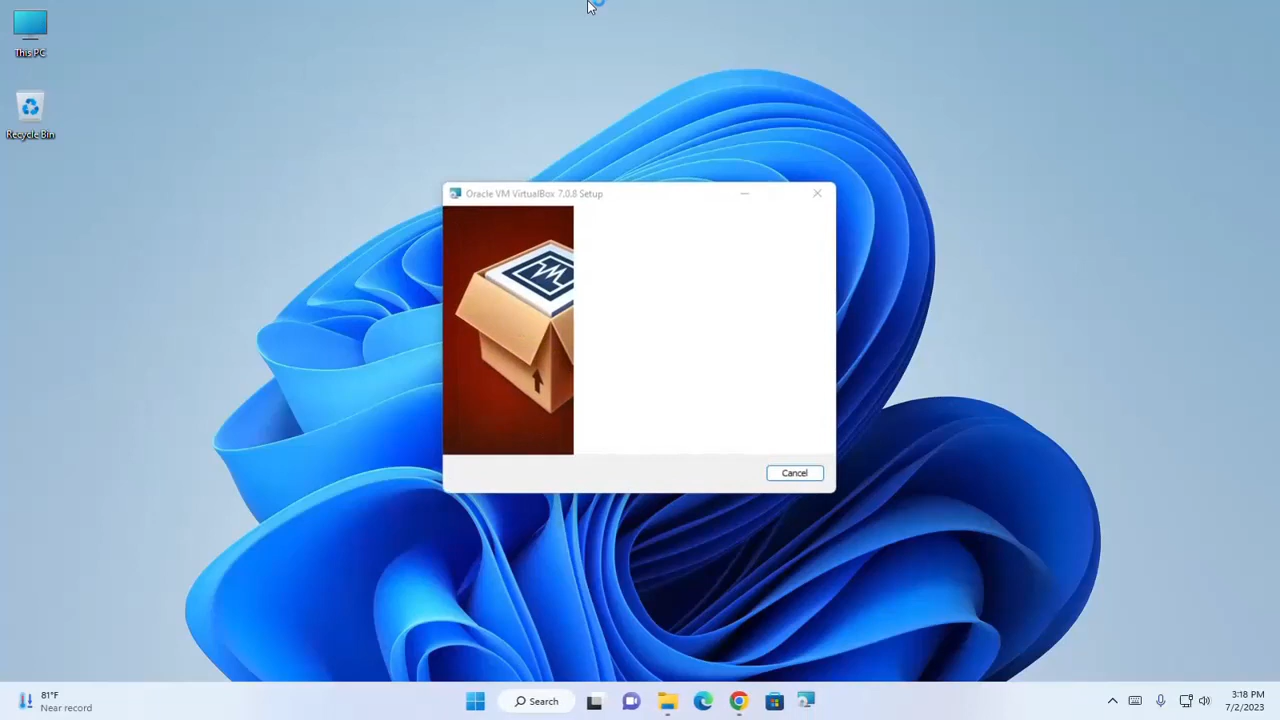 This PC
Recycle Bin
Oracle VM VirtualBox 7.0.8 Setup
Cancel
81°F
Near record
Search
3:18 PM
7/2/2023